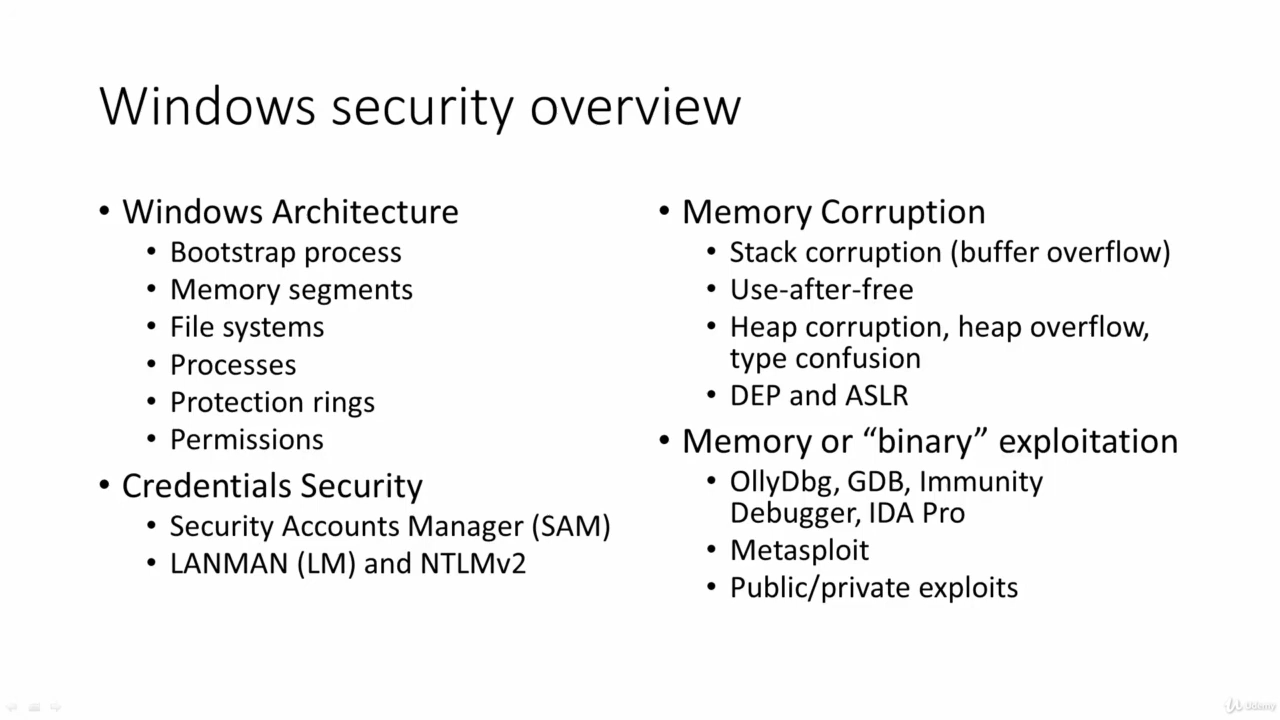 Windows security overview
• Windows Architecture
• Bootstrap process
• Memory segments
• File systems
• Processes
• Protection rings
• Permissions
• Credentials Security
• Security Accounts Manager (SAM)
• LANMAN (LM) and NTLMv2
• Memory Corruption
• Stack corruption (buffer overflow)
• Use-after-free
• Heap corruption, heap overflow,
type confusion
• DEP and ASLR
• Memory or “binary” exploitation
• OllyDbg, GDB, Immunity
Debugger, IDA Pro
• Metasploit
• Public/private exploits
Udemy